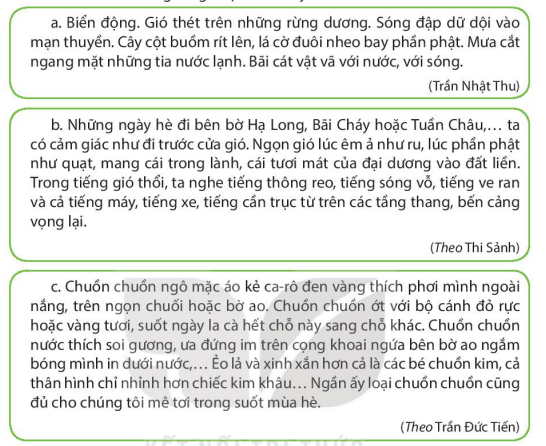 a. Biển động. Gió thét trên những rừng dương. Sóng đập dữ dội vào
mạn thuyền. Cây cột buồm rít lên, lá cờ đuôi nheo bay phần phật. Mưa cắt
ngang mặt những tia nước lạnh. Bãi cát vật vã với nước, với sóng.
(Trần Nhật Thu)
b. Những ngày hè đi bên bờ Hạ Long, Bãi Cháy hoặc Tuần Châu,... ta
có cảm giác như đi trước cửa gió. Ngọn gió lúc êm ả như ru, lúc phần phật
như quạt, mang cái trong lành, cái tươi mát của đại dương vào đất liền.
Trong tiếng gió thổi, ta nghe tiếng thông reo, tiếng sóng vỗ, tiếng ve ran
và cả tiếng máy, tiếng xe, tiếng cần trục từ trên các tầng than, bến cảng
vọng lại.
(Theo Thi Sảnh)
c. Chuồn chuồn ngô mặc áo kẻ ca-rô đen vàng thích phơi mình ngoài
nắng, trên ngọn chuối hoặc bờ ao. Chuồn chuồn ớt với bộ cánh đỏ rực
hoặc vàng tươi, suốt ngày la cà hết chỗ này sang chỗ khác. Chuồn chuồn
nước thích soi gương, ưa đứng im trên cọng khoai ngứa bên bờ ao ngắm
bóng mình in dưới nước,... Ẻo lả và xinh xắn hơn cả là các bé chuồn kim, cả
thân hình chỉ nhỉnh hơn chiếc kim khâu... Ngần ấy loại chuồn chuồn cũng
đủ cho chúng tôi mê tơi trong suốt mùa hè.
(Theo Trần Đức Tiến)